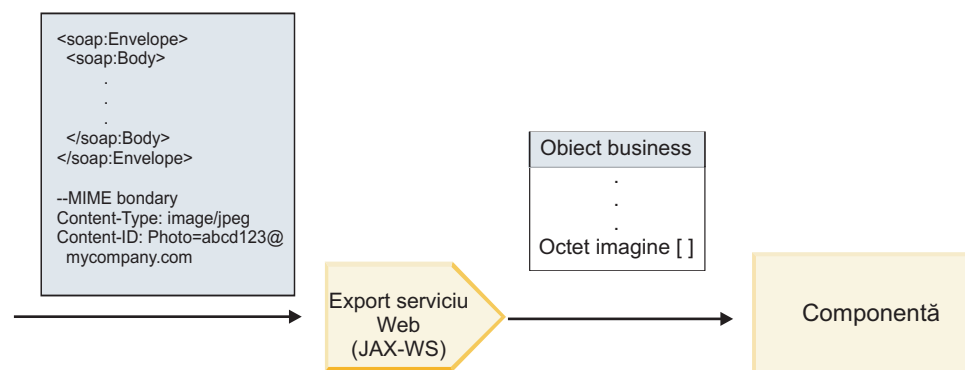 <soap:Envelope>
<soap:Body>
.
.
.
</soap:Body>
</soap:Envelope>
--MIME bondary
Content-Type: image/jpeg
Content-ID: Photo=abcd123@
mycompany.com
Obiect business
.
.
.
Octet imagine [ ]
Export serviciu
Web
(JAX-WS)
Componentă